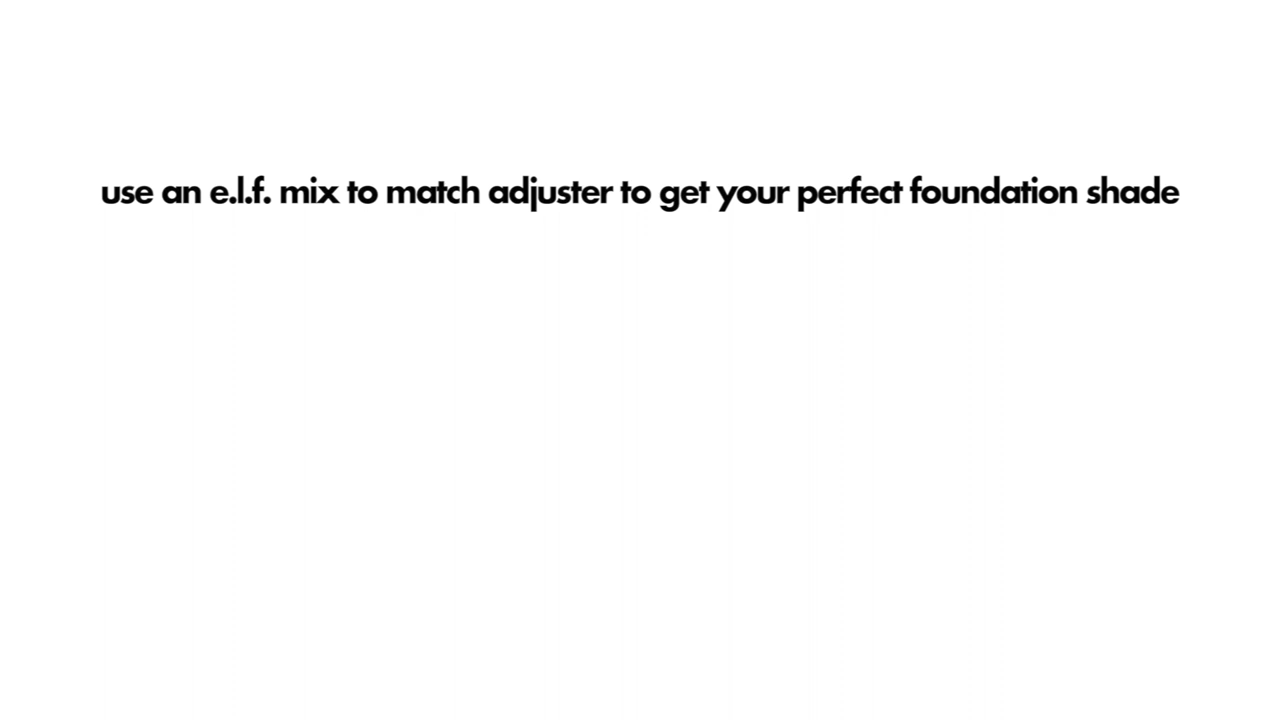 use an e.l.f. mix to match adjuster to get your perfect foundation shade